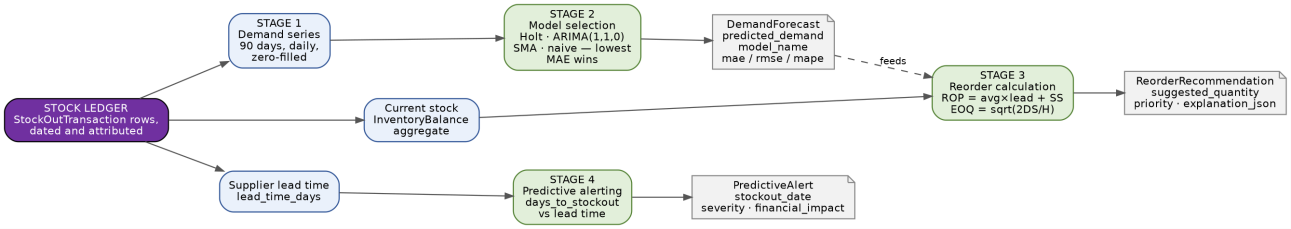 STOCK LEDGER
StockOutTransaction rows,
dated and attributed
STAGE 1
Demand series
90 days, daily,
zero-filled
STAGE 2
Model selection
Holt · ARIMA(1,1,0)
SMA · naive — lowest
MAE wins
DemandForecast
predicted_demand
model_name
mae / rmse / mape
feeds
Current stock
InventoryBalance
aggregate
STAGE 3
Reorder calculation
ROP = avg×lead + SS
EOQ = sqrt(2DS/H)
ReorderRecommendation
suggested_quantity
priority · explanation_json
Supplier lead time
lead_time_days
STAGE 4
Predictive alerting
days_to_stockout
vs lead time
PredictiveAlert
stockout_date
severity · financial_impact